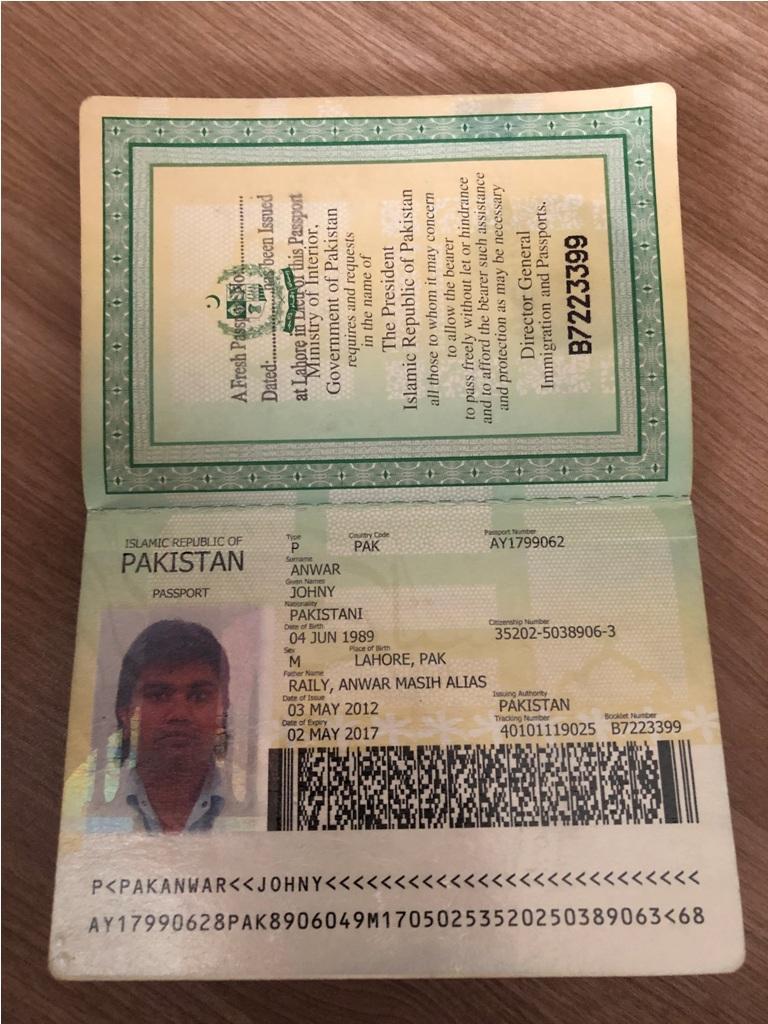 A Fresh Passport No
Dated: has been Issued
at Lahore in Lieu of this Passport
Ministry of Interior,
Government of Pakistan
requires and requests
in the name of
The President
Islamic Republic of Pakistan
all those to whom it may concern
to allow the bearer
to pass freely without let or hindrance
and to afford the bearer such assistance
and protection as may be necessary
Director General
Immigration and Passports.
B7223399
ISLAMIC REPUBLIC OF
PAKISTAN
PASSPORT
Type Country Code Passport Number
P PAK AY1799062
Surname
ANWAR
Given Names
JOHNY
Nationality
PAKISTANI
Date of Birth Citizenship Number
04 JUN 1989 35202-5038906-3
Sex Place of Birth
M LAHORE, PAK
Father Name
RAILY, ANWAR MASIH ALIAS
Date of Issue Issuing Authority
03 MAY 2012 PAKISTAN
Date of Expiry Tracking Number Booklet Number
02 MAY 2017 40101119025 B7223399
P<PAKANWAR<<JOHNY<<<<<<<<<<<<<<<<<<<<<<<<<<<
AY17990628PAK8906049M17050253520250389063<68